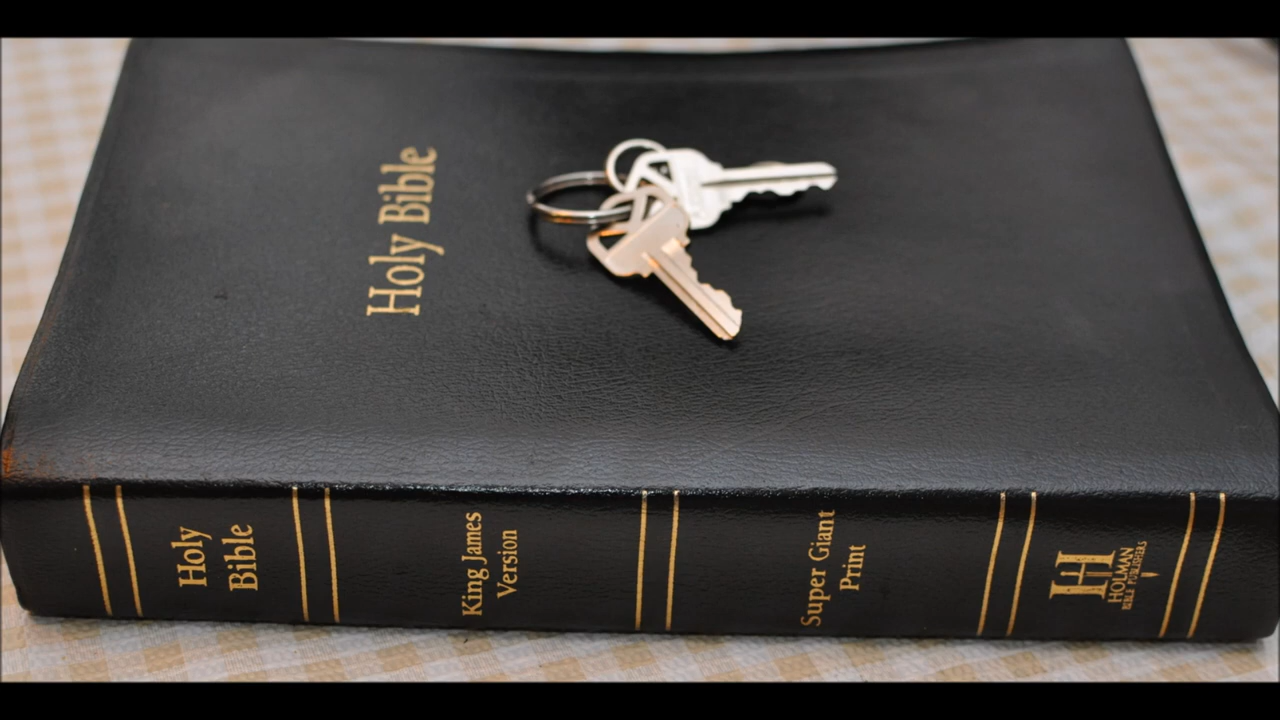 Holy Bible
Holy
Bible
King James
Version
Super Giant
Print
HOLMAN
BIBLE PUBLISHERS